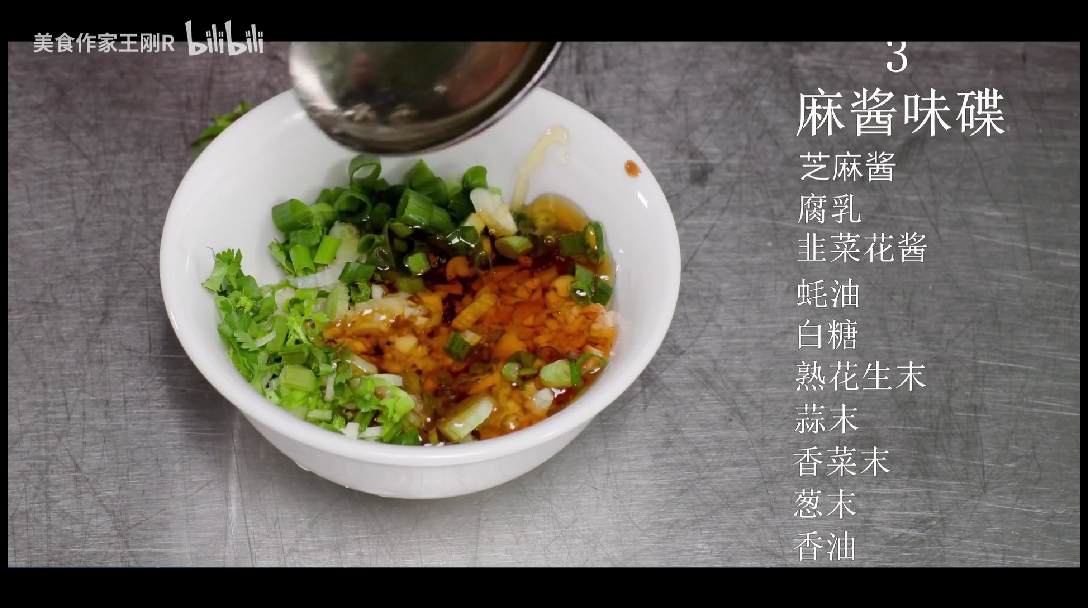 美食作家王刚R bilibili
3
麻酱味碟
芝麻酱
腐乳
韭菜花酱
蚝油
白糖
熟花生末
蒜末
香菜末
葱末
香油